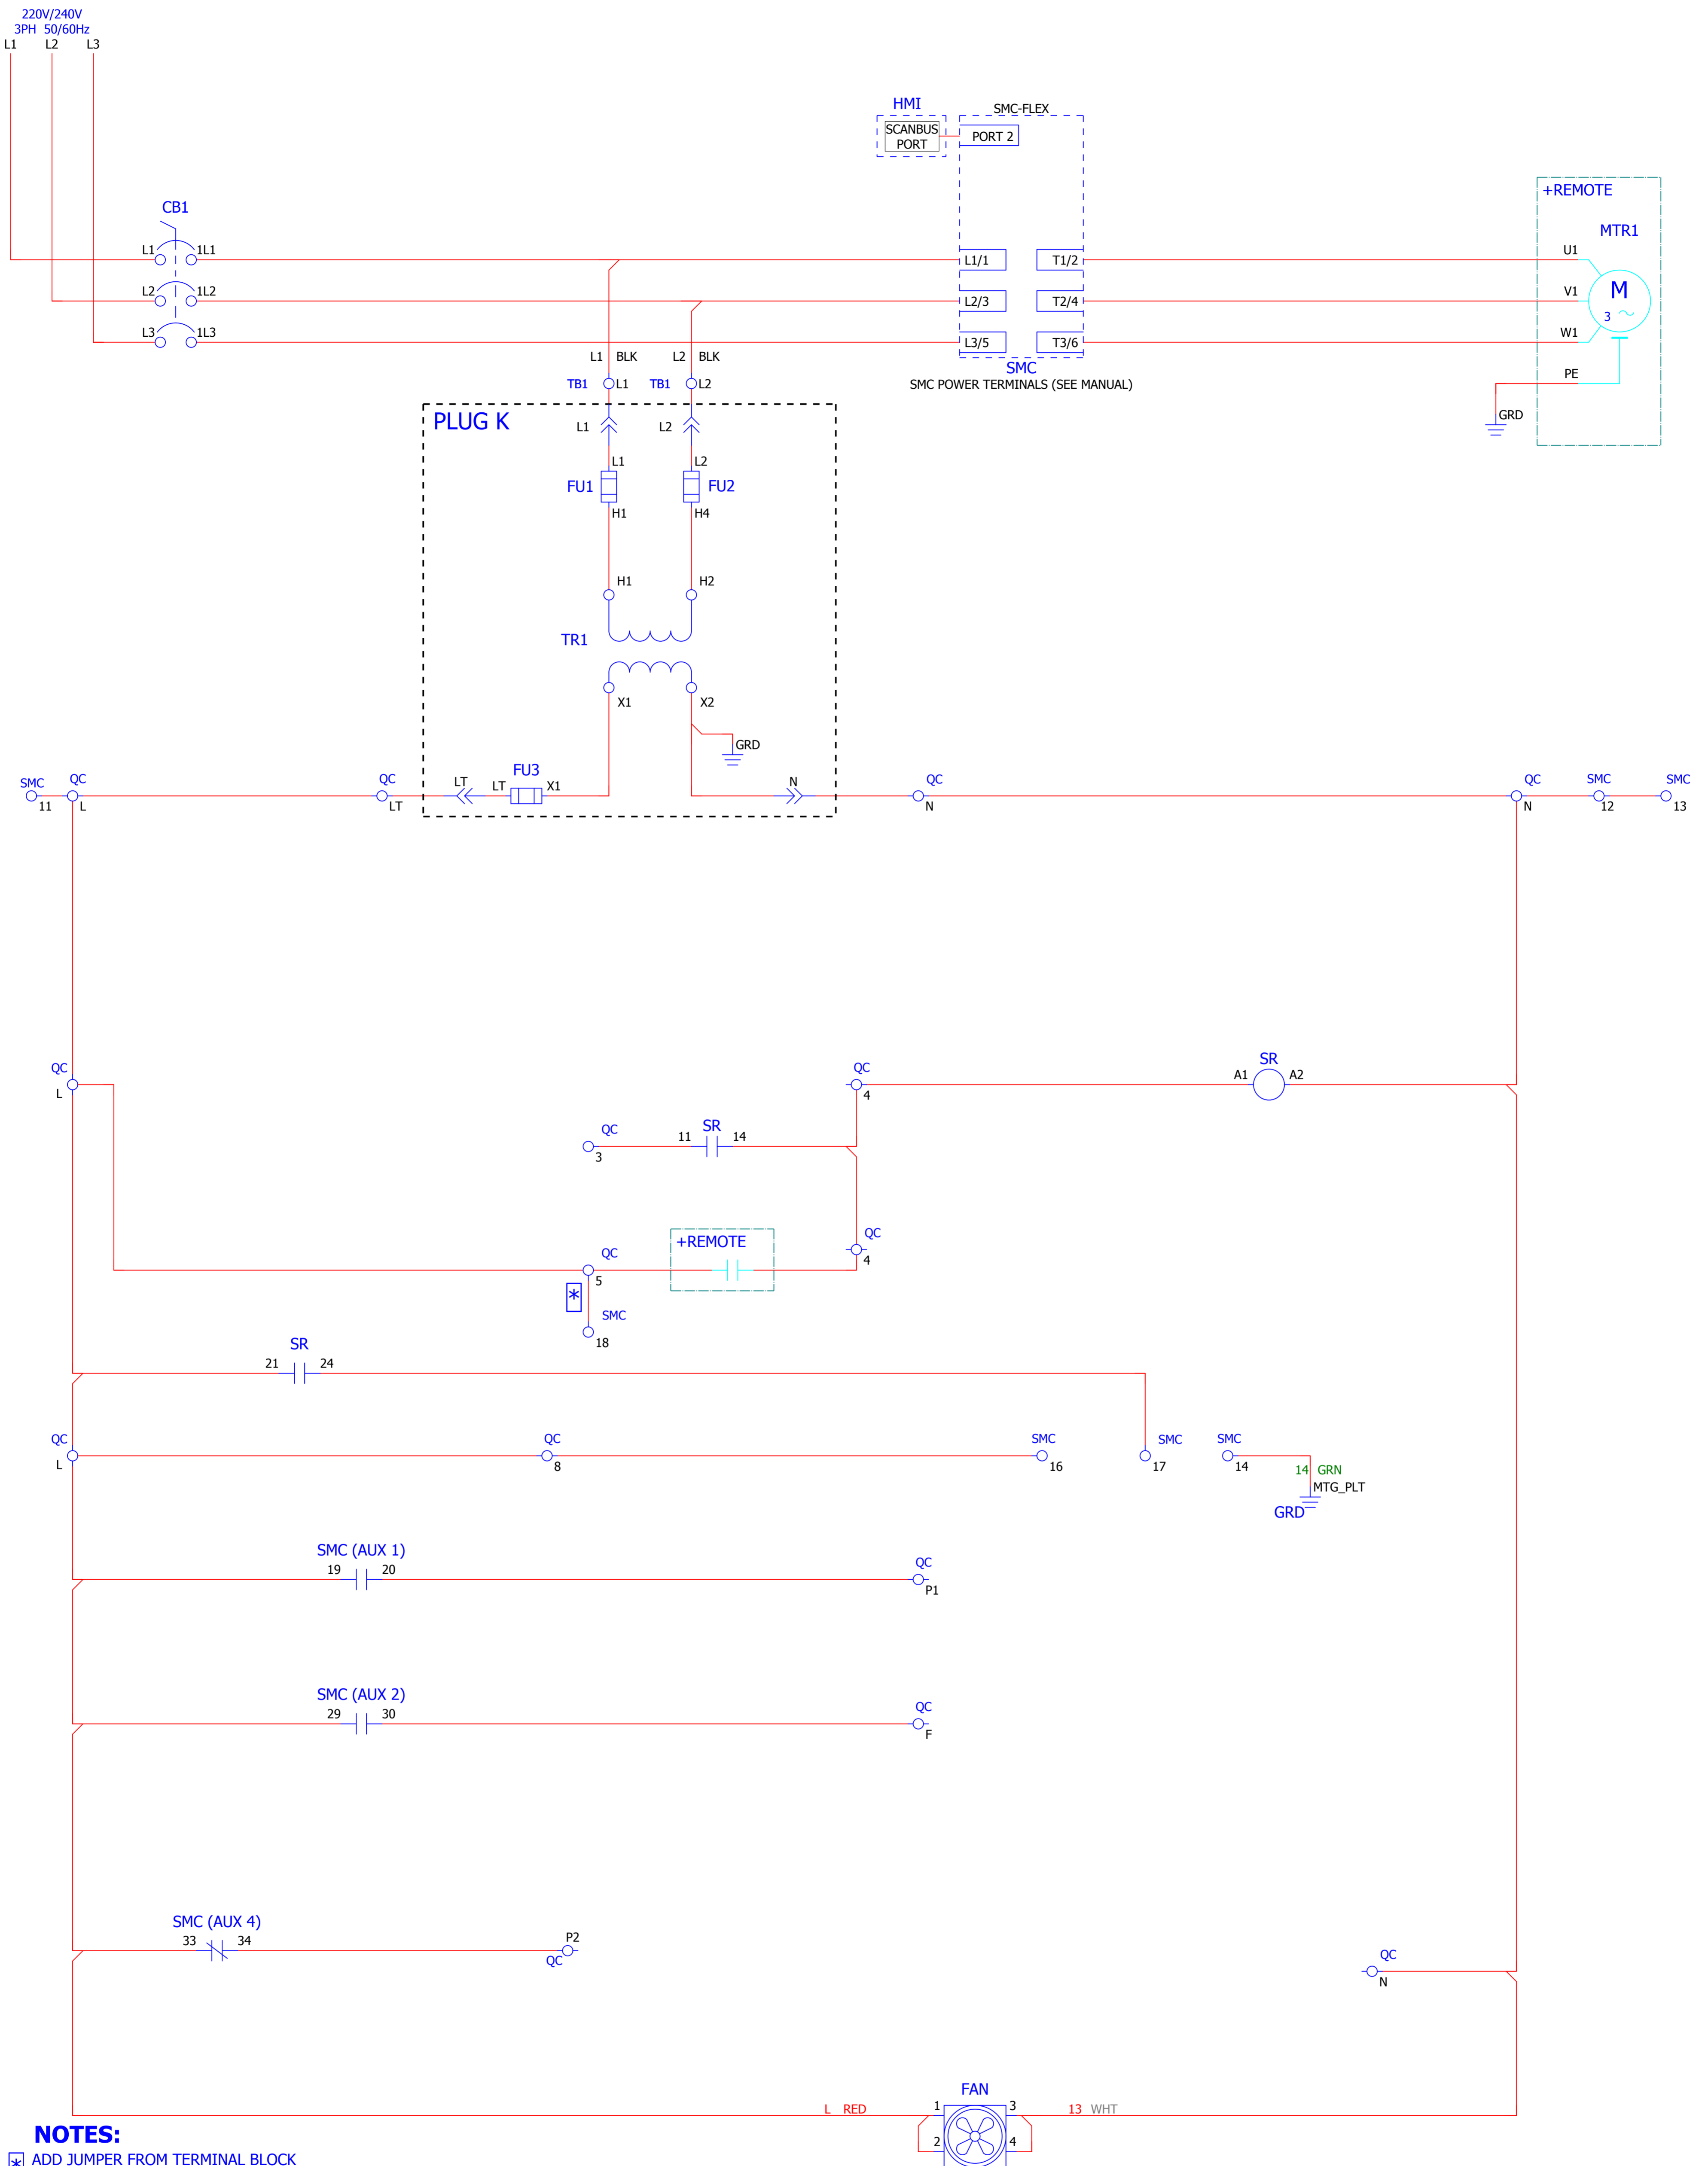 220V/240V
3PH 50/60Hz
L1 L2 L3
HMI
SMC-FLEX
SCANBUS
PORT
PORT 2
+REMOTE
CB1
MTR1
L1 1L1
L1/1 T1/2
U1
L2 1L2
L2/3 T2/4
V1
M
3
L3 1L3
L3/5 T3/6
W1
L1 BLK L2 BLK
SMC
PE
TB1 L1 TB1 L2
SMC POWER TERMINALS (SEE MANUAL)
GRD
PLUG K
L1 L2
L1 L2
FU1 FU2
H1 H4
H1 H2
TR1
X1 X2
GRD
SMC QC QC LT LT FU3 X1 N QC QC SMC SMC
11 L LT N N 12 13
QC QC SR
L 4 A1 A2
QC SR
3 11 14
+REMOTE
QC
4
QC
5
*
SMC
18
SR
21 24
QC QC SMC SMC SMC
L 8 16 17 14
14 GRN
MTG_PLT
GRD
SMC (AUX 1)
19 20 QC
P1
SMC (AUX 2)
29 30 QC
F
SMC (AUX 4)
33 34 P2
QC
QC
N
FAN
L RED 1 3 13 WHT
2 4
NOTES:
* ADD JUMPER FROM TERMINAL BLOCK